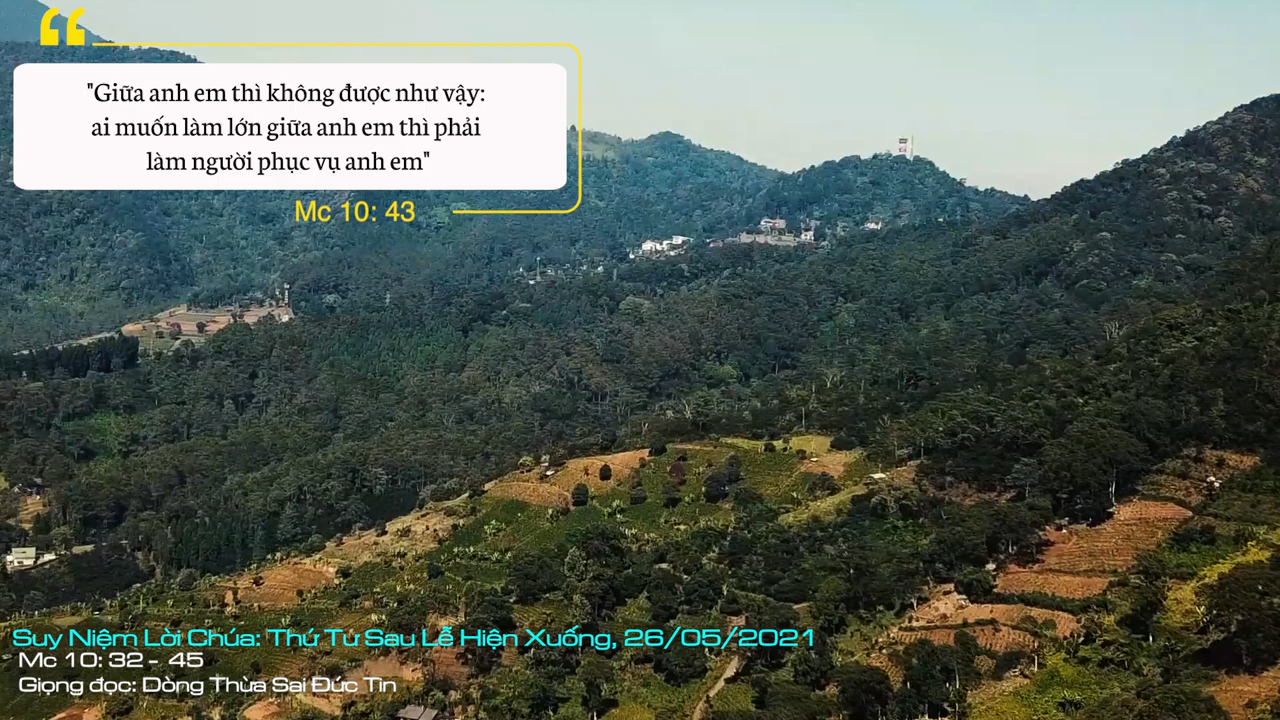 "Giữa anh em thì không được như vậy:
ai muốn làm lớn giữa anh em thì phải
làm người phục vụ anh em"
Mc 10: 43
Suy Niệm Lời Chúa: Thứ Tư Sau Lễ Hiện Xuống, 26/05/2021
Mc 10: 32 - 45
Giọng đọc: Dòng Thừa Sai Đức Tin